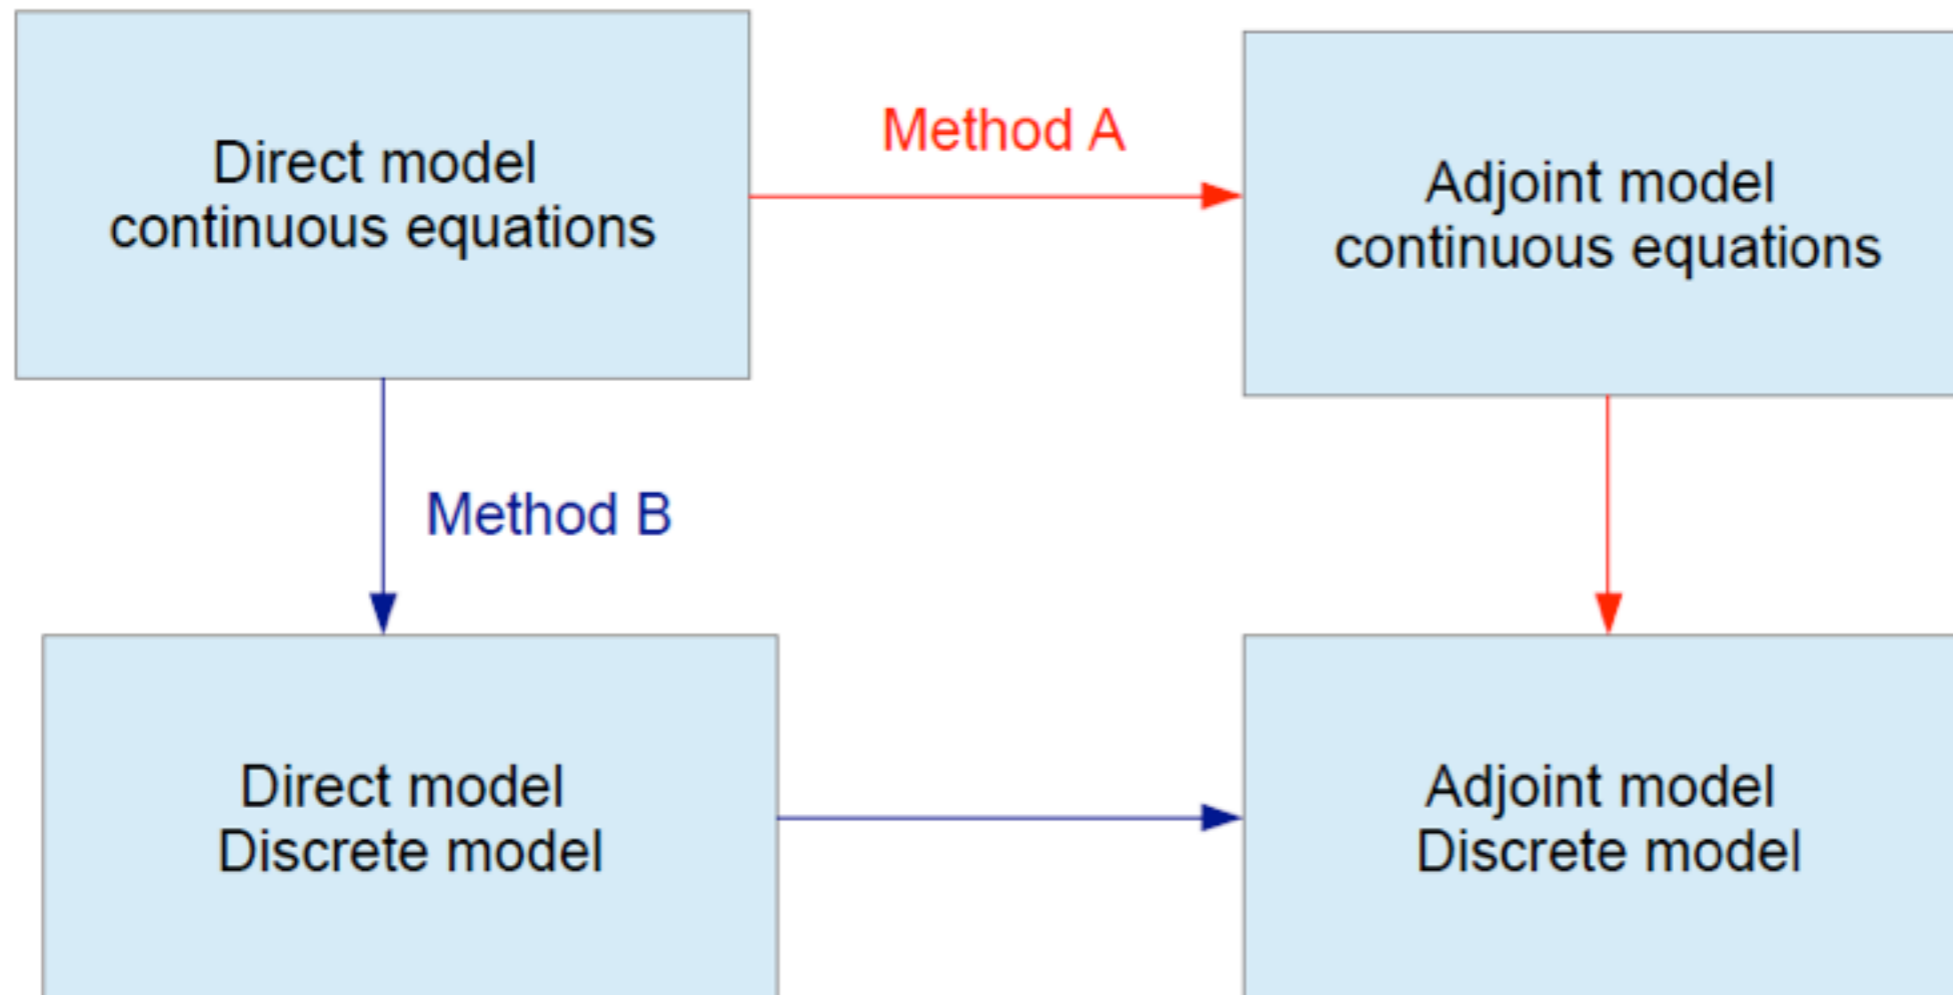 Direct model
continuous equations
Method A
Adjoint model
continuous equations
Method B
Direct model
Discrete model
Adjoint model
Discrete model